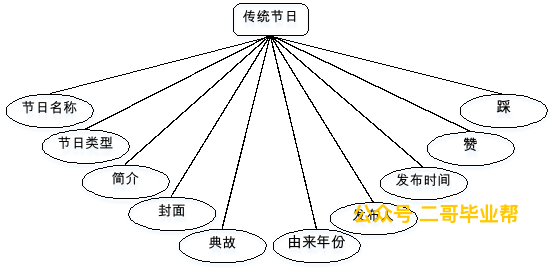 传统节日
节日名称
踩
节日类型
赞
简介
发布时间
封面
发布
公众号 二哥毕业帮
典故
由来年份